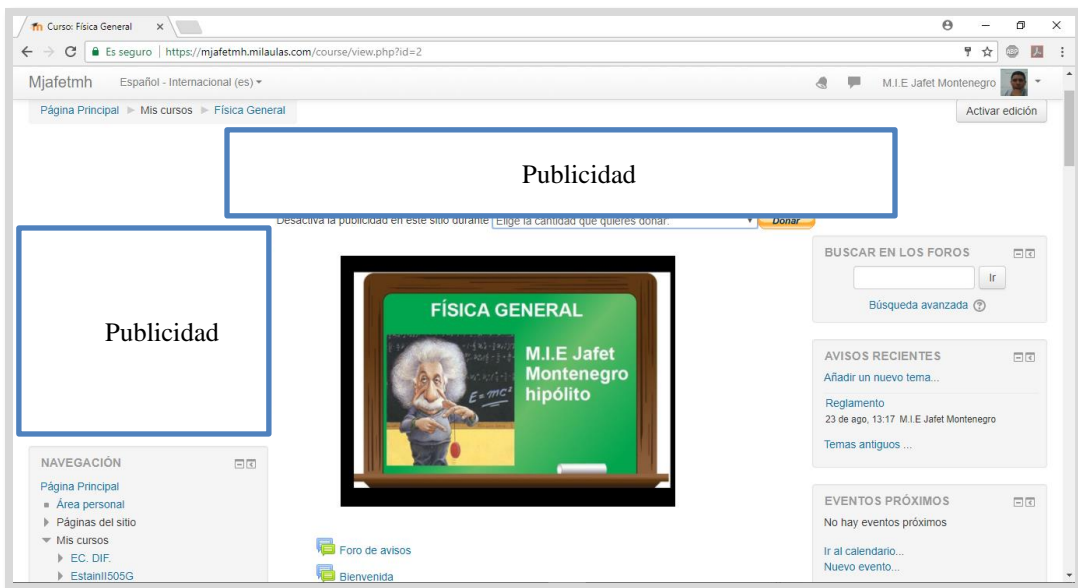 Curso: Física General
Es seguro | https://mjafetmh.milaulas.com/course/view.php?id=2
Mjafetmh Español - Internacional (es) M.I.E Jafet Montenegro
Página Principal Mis cursos Física General Activar edición
Publicidad
Desactiva la publicidad en este sitio durante Elige la cantidad que quieres donar. Donar
Publicidad
FÍSICA GENERAL
M.I.E Jafet
Montenegro
hipólito
E=mc²
NAVEGACIÓN
Página Principal
Área personal
Páginas del sitio
Mis cursos
EC. DIF.
EstainII505G
Foro de avisos
Bienvenida
BUSCAR EN LOS FOROS
Ir
Búsqueda avanzada
AVISOS RECIENTES
Añadir un nuevo tema...
Reglamento
23 de ago, 13:17 M.I.E Jafet Montenegro
Temas antiguos ...
EVENTOS PRÓXIMOS
No hay eventos próximos
Ir al calendario...
Nuevo evento...